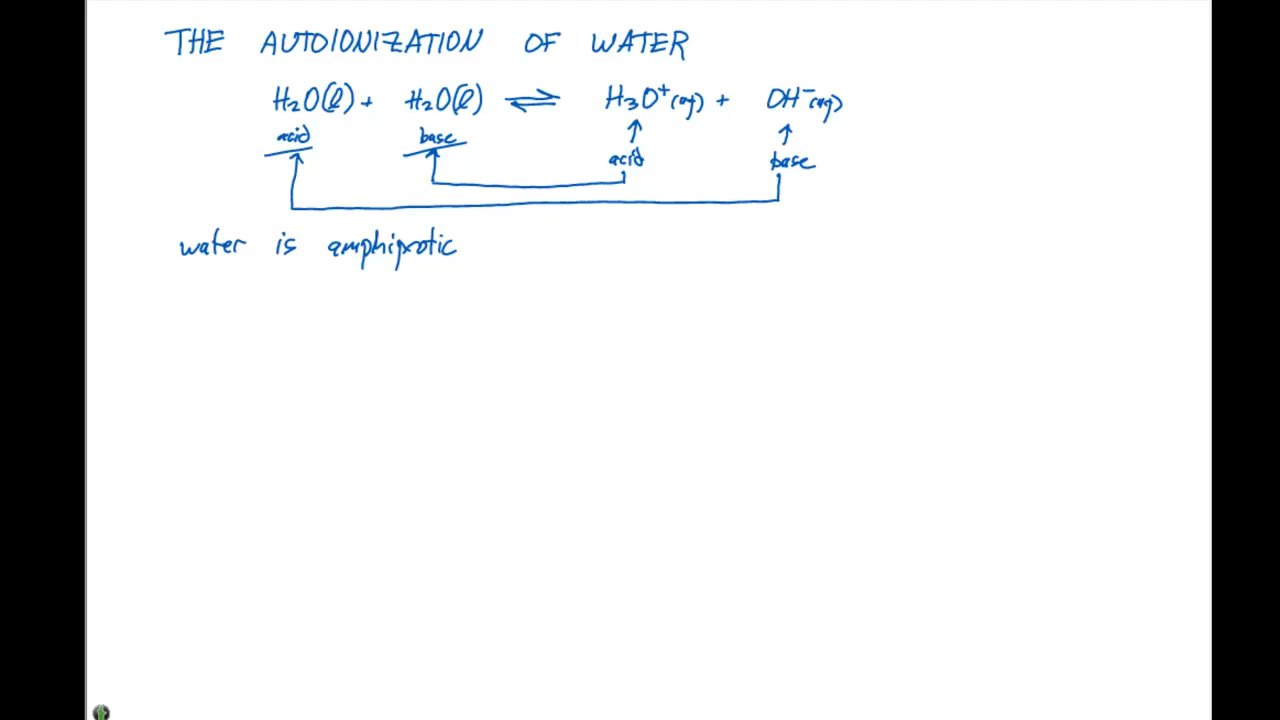 THE AUTOIONIZATION OF WATER
H₂O(l) + H₂O(l) ⇌ H₃O⁺(aq) + OH⁻(aq)
acid base ↑ ↑
acid base
water is amphiprotic